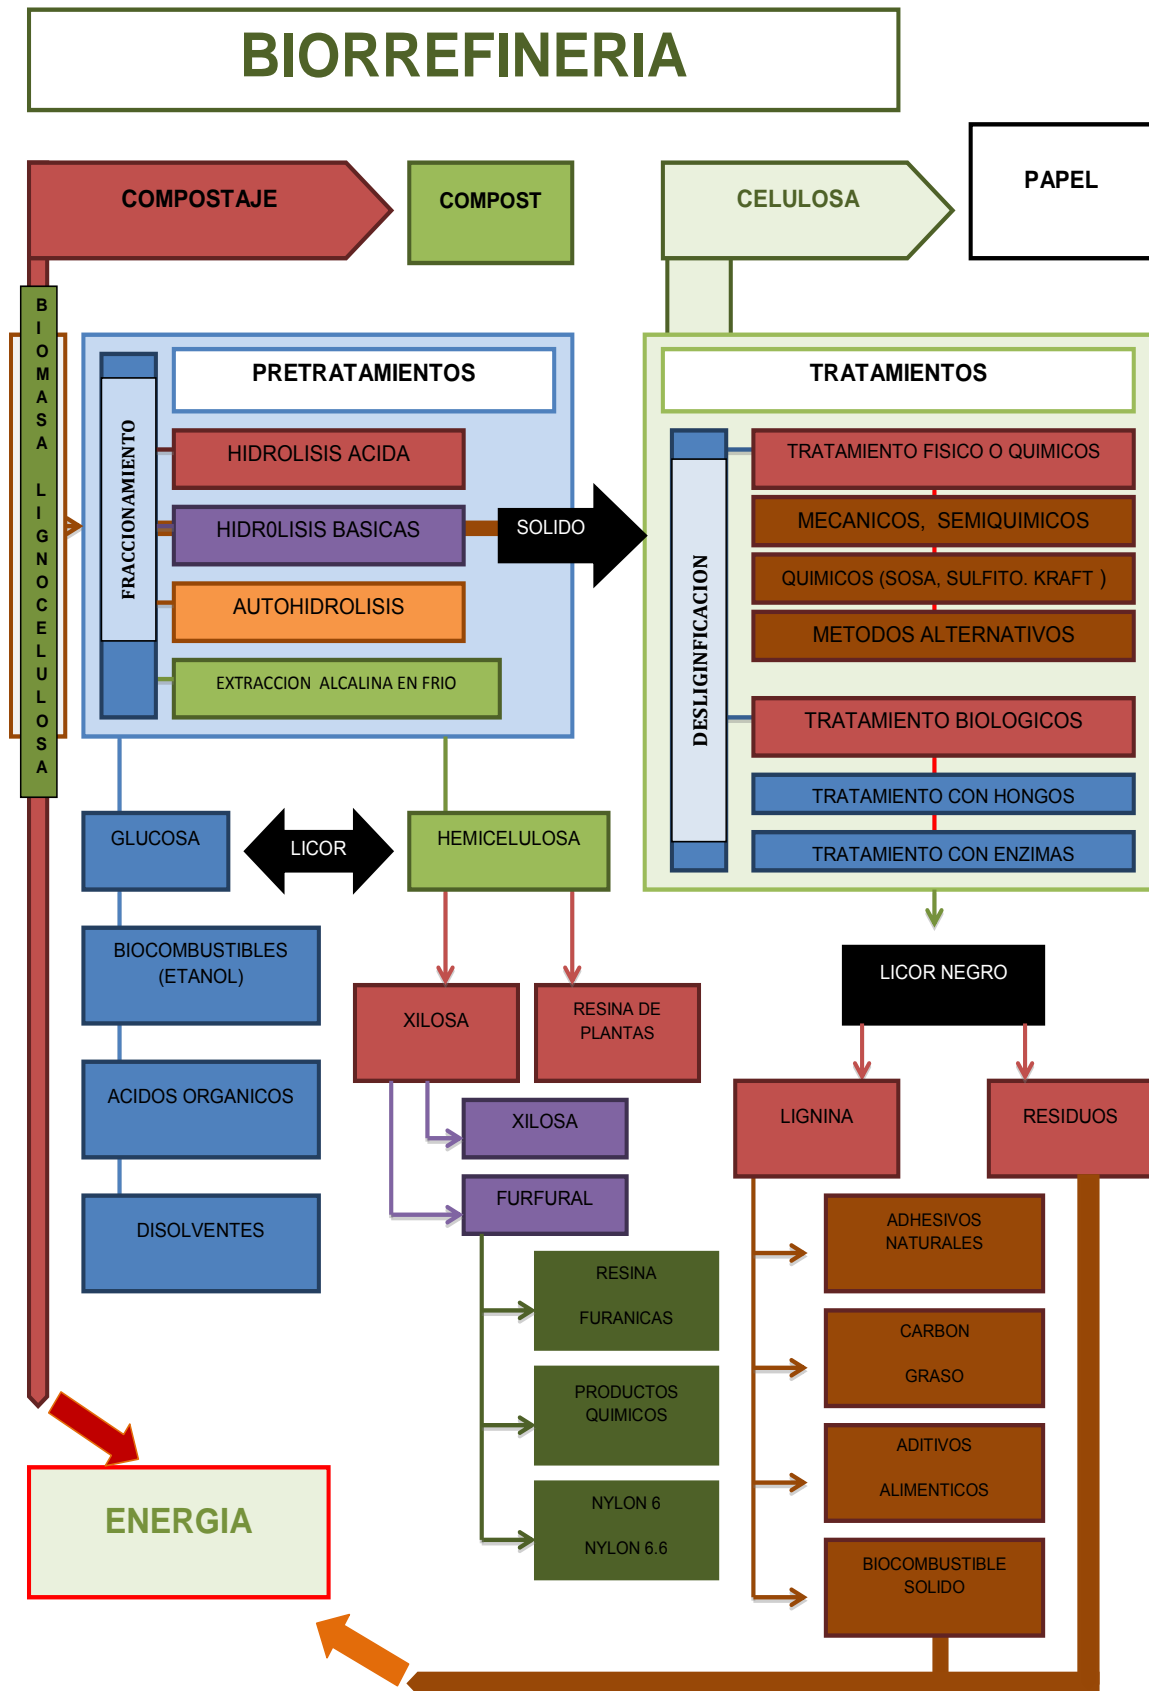 BIORREFINERIA
COMPOSTAJE
COMPOST
CELULOSA
PAPEL
BIOMASA LIGNOCELULOSA
FRACCIONAMIENTO
PRETRATAMIENTOS
HIDROLISIS ACIDA
HIDR0LISIS BASICAS
AUTOHIDROLISIS
EXTRACCION ALCALINA EN FRIO
SOLIDO
TRATAMIENTOS
DESLIGINFICACION
TRATAMIENTO FISICO O QUIMICOS
MECANICOS, SEMIQUIMICOS
QUIMICOS (SOSA, SULFITO. KRAFT )
METODOS ALTERNATIVOS
TRATAMIENTO BIOLOGICOS
TRATAMIENTO CON HONGOS
TRATAMIENTO CON ENZIMAS
GLUCOSA
LICOR
HEMICELULOSA
BIOCOMBUSTIBLES
(ETANOL)
ACIDOS ORGANICOS
DISOLVENTES
XILOSA
RESINA DE
PLANTAS
XILOSA
FURFURAL
RESINA
FURANICAS
PRODUCTOS
QUIMICOS
NYLON 6
NYLON 6.6
LICOR NEGRO
LIGNINA
RESIDUOS
ADHESIVOS
NATURALES
CARBON
GRASO
ADITIVOS
ALIMENTICOS
BIOCOMBUSTIBLE
SOLIDO
ENERGIA